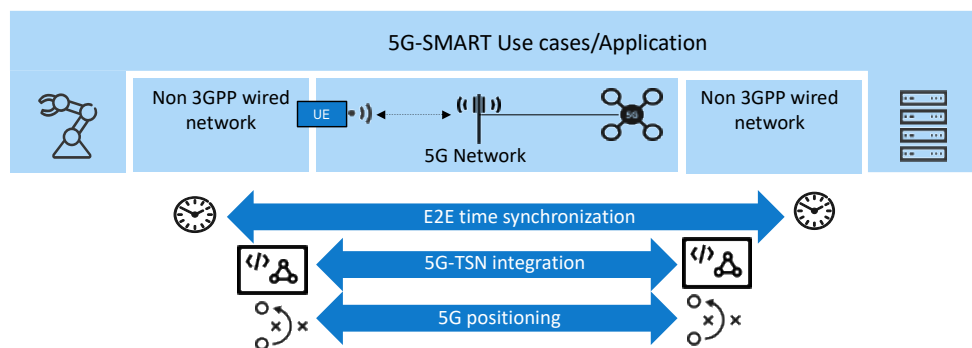 5G-SMART Use cases/Application
Non 3GPP wired
network
UE
5G
5G Network
Non 3GPP wired
network
E2E time synchronization
</>
5G-TSN integration
</>
5G positioning